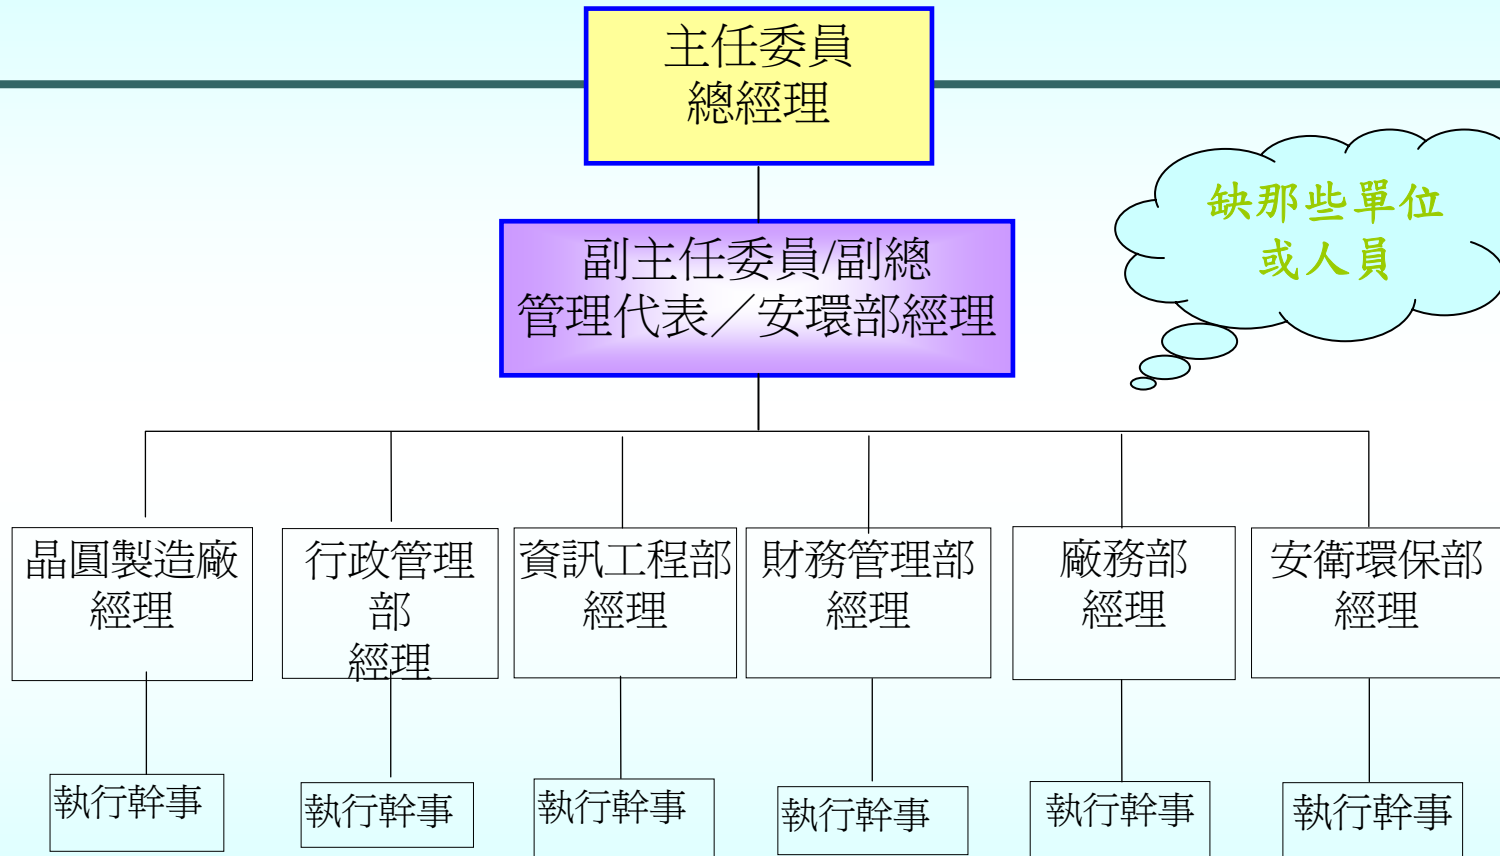 主任委員
總經理
缺那些單位
或人員
副主任委員/副總
管理代表／安環部經理
晶圓製造廠
經理
行政管理
部
經理
資訊工程部
經理
財務管理部
經理
廠務部
經理
安衛環保部
經理
執行幹事
執行幹事
執行幹事
執行幹事
執行幹事
執行幹事